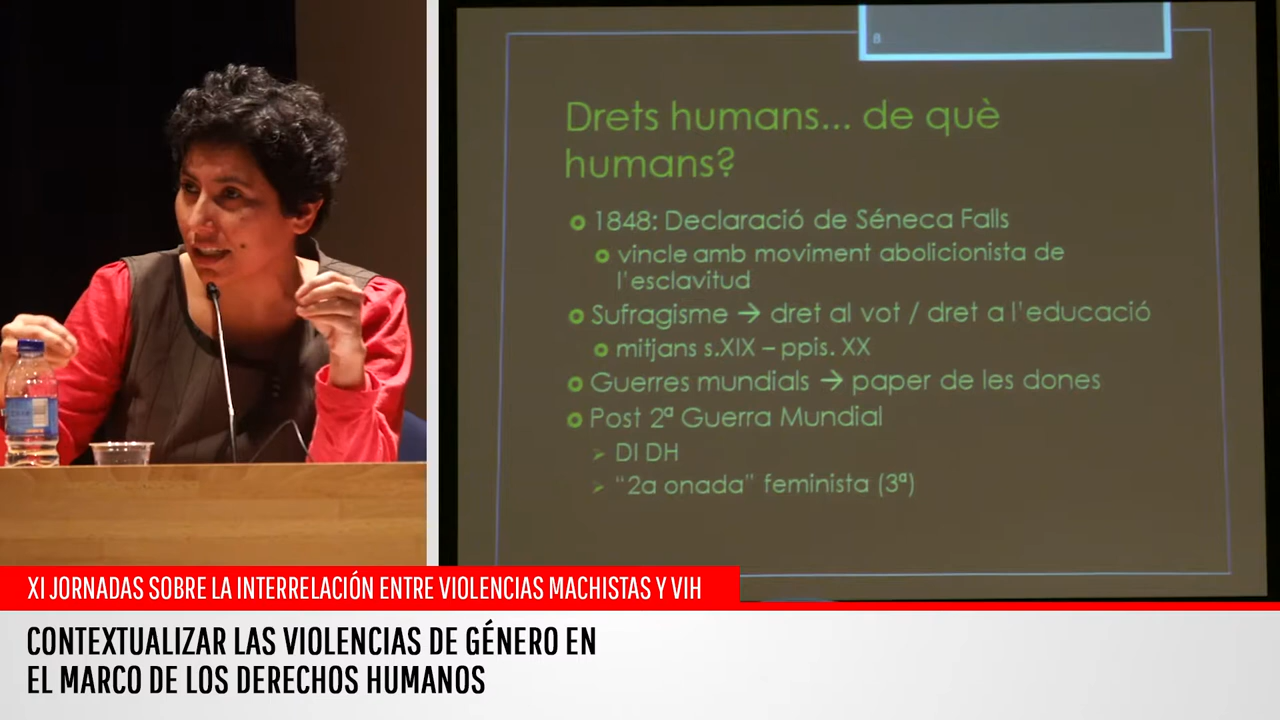 8
Drets humans... de què
humans?
1848: Declaració de Séneca Falls
vincle amb moviment abolicionista de
l'esclavitud
Sufragisme → dret al vot / dret a l'educació
mitjans s.XIX – ppis. XX
Guerres mundials → paper de les dones
Post 2ª Guerra Mundial
DI DH
"2a onada" feminista (3ª)
XI JORNADAS SOBRE LA INTERRELACIÓN ENTRE VIOLENCIAS MACHISTAS Y VIH
CONTEXTUALIZAR LAS VIOLENCIAS DE GÉNERO EN
EL MARCO DE LOS DERECHOS HUMANOS